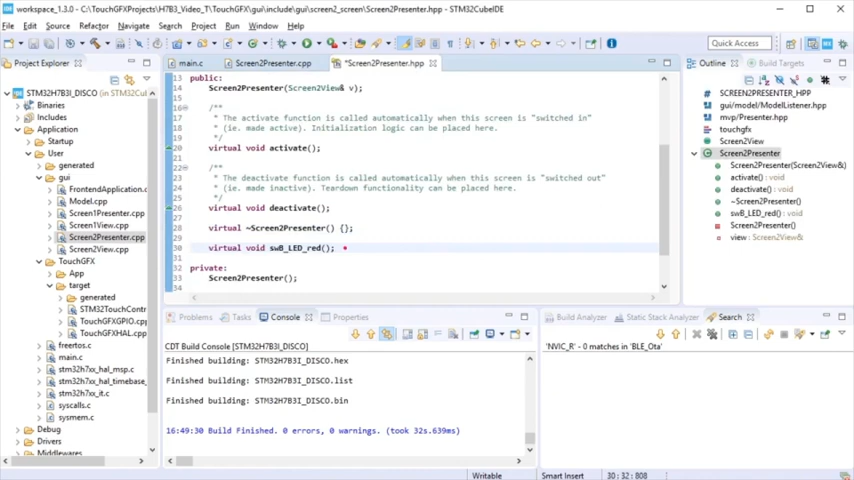 workspace_1.3.0 - C:\TouchGFXProjects\H7B3_Video_T\TouchGFX\gui\include\gui\screen2_screen\Screen2Presenter.hpp - STM32CubeIDE
File Edit Source Refactor Navigate Search Project Run Window Help
Quick Access
Project Explorer
STM32H7B3I_DISCO (in STM32Cub
Binaries
Includes
Application
Startup
User
generated
gui
FrontendApplication.c
Model.cpp
Screen1Presenter.cpp
Screen1View.cpp
Screen2Presenter.cpp
Screen2View.cpp
TouchGFX
App
target
generated
STM32TouchContr
TouchGFXGPIO.cpp
TouchGFXHAL.cpp
freertos.c
main.c
stm32h7xx_hal_msp.c
stm32h7xx_hal_timebase_
stm32h7xx_it.c
syscalls.c
sysmem.c
Debug
Drivers
Middlewares
main.c
Screen2Presenter.cpp
*Screen2Presenter.hpp
13 public:
14 Screen2Presenter(Screen2View& v);
15
16 /**
17 * The activate function is called automatically when this screen is "switched in"
18 * (ie. made active). Initialization logic can be placed here.
19 */
20 virtual void activate();
21
22 /**
23 * The deactivate function is called automatically when this screen is "switched out"
24 * (ie. made inactive). Teardown functionality can be placed here.
25 */
26 virtual void deactivate();
27
28 virtual ~Screen2Presenter() {};
29
30 virtual void swB_LED_red();
31
32 private:
33 Screen2Presenter();
34
Outline
Build Targets
SCREEN2PRESENTER_HPP
gui/model/ModelListener.hpp
mvp/Presenter.hpp
touchgfx
Screen2View
Screen2Presenter
Screen2Presenter(Screen2View&)
activate() : void
deactivate() : void
~Screen2Presenter()
swB_LED_red() : void
Screen2Presenter()
view : Screen2View&
Problems
Tasks
Console
Properties
CDT Build Console [STM32H7B3I_DISCO]
Finished building: STM32H7B3I_DISCO.hex
Finished building: STM32H7B3I_DISCO.list
Finished building: STM32H7B3I_DISCO.bin
16:49:30 Build Finished. 0 errors, 0 warnings. (took 32s.639ms)
Build Analyzer
Static Stack Analyzer
Search
'NVIC_R' - 0 matches in 'BLE_Ota'
Writable
Smart Insert
30 : 32 : 808